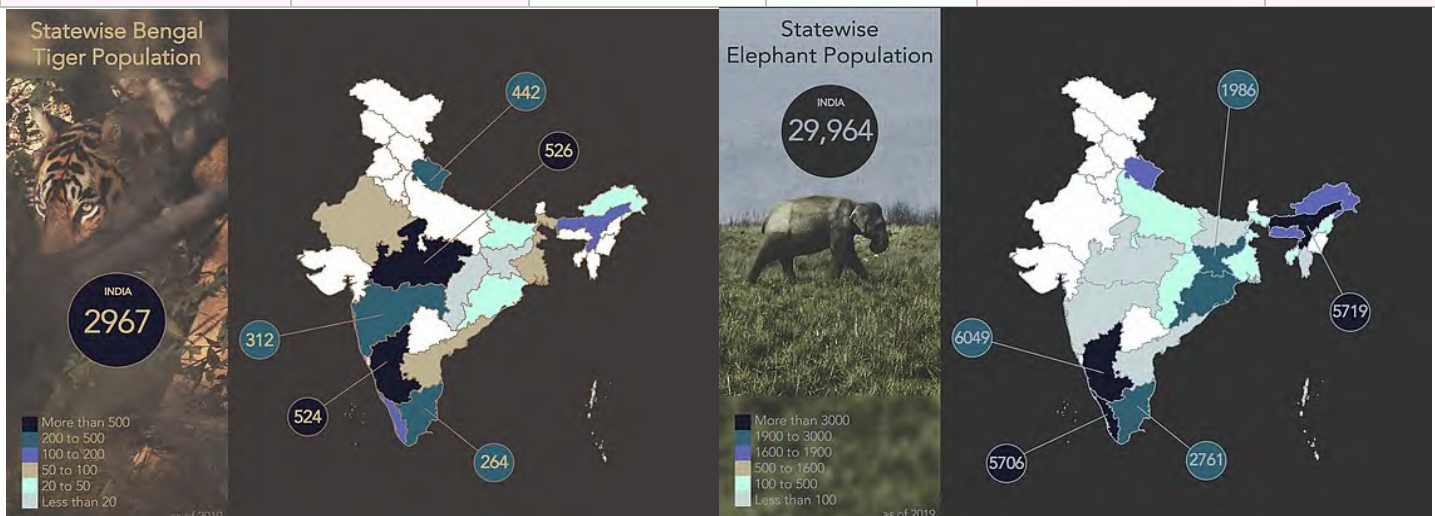 Statewise Bengal
Tiger Population
INDIA
2967
442
526
312
524
264
More than 500
200 to 500
100 to 200
50 to 100
20 to 50
Less than 20
as of 2019
Statewise
Elephant Population
INDIA
29,964
1986
5719
6049
5706
2761
More than 3000
1900 to 3000
1600 to 1900
500 to 1600
100 to 500
Less than 100
as of 2019